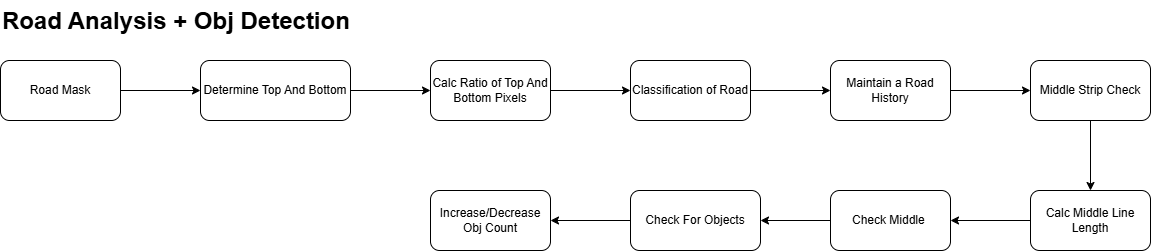 Road Analysis + Obj Detection
Road Mask
Determine Top And Bottom
Calc Ratio of Top And
Bottom Pixels
Classification of Road
Maintain a Road
History
Middle Strip Check
Calc Middle Line
Length
Check Middle
Check For Objects
Increase/Decrease
Obj Count